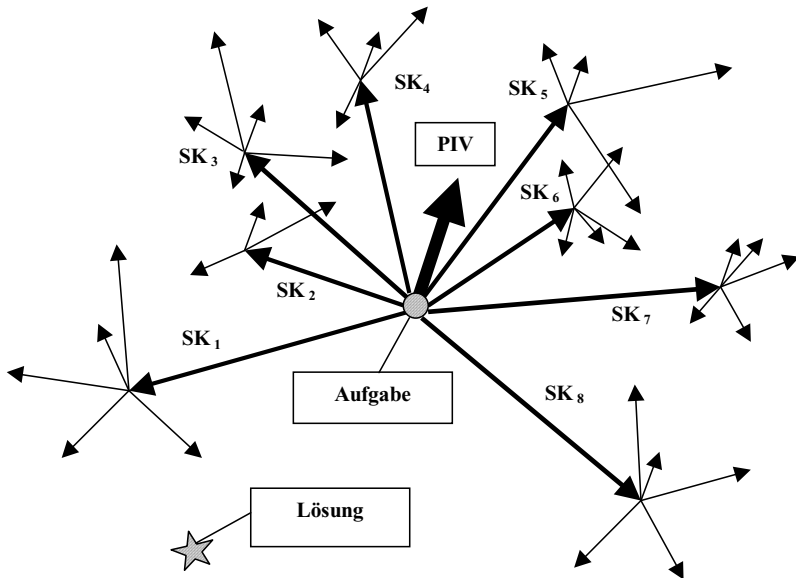 SK₄
SK₅
PIV
SK₃
SK₆
SK₂
SK₇
SK₁
Aufgabe
SK₈
Lösung